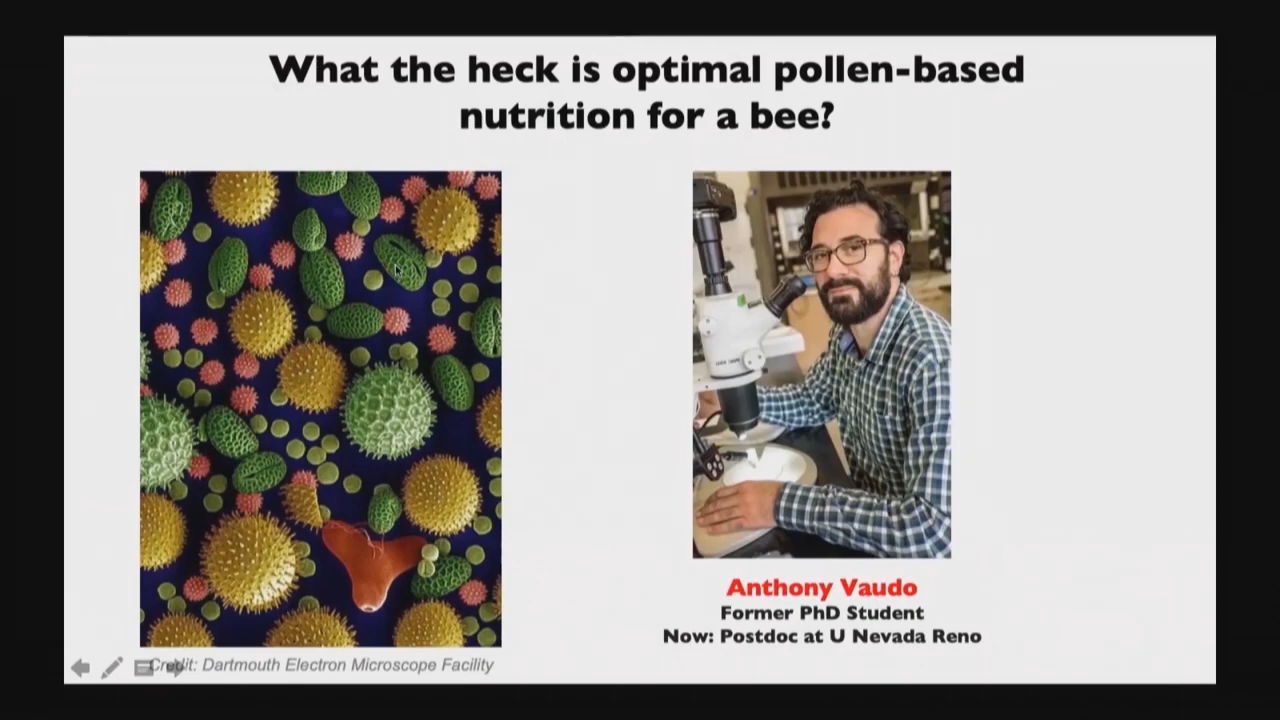 What the heck is optimal pollen-based
nutrition for a bee?
Anthony Vaudo
Former PhD Student
Now: Postdoc at U Nevada Reno
Credit: Dartmouth Electron Microscope Facility